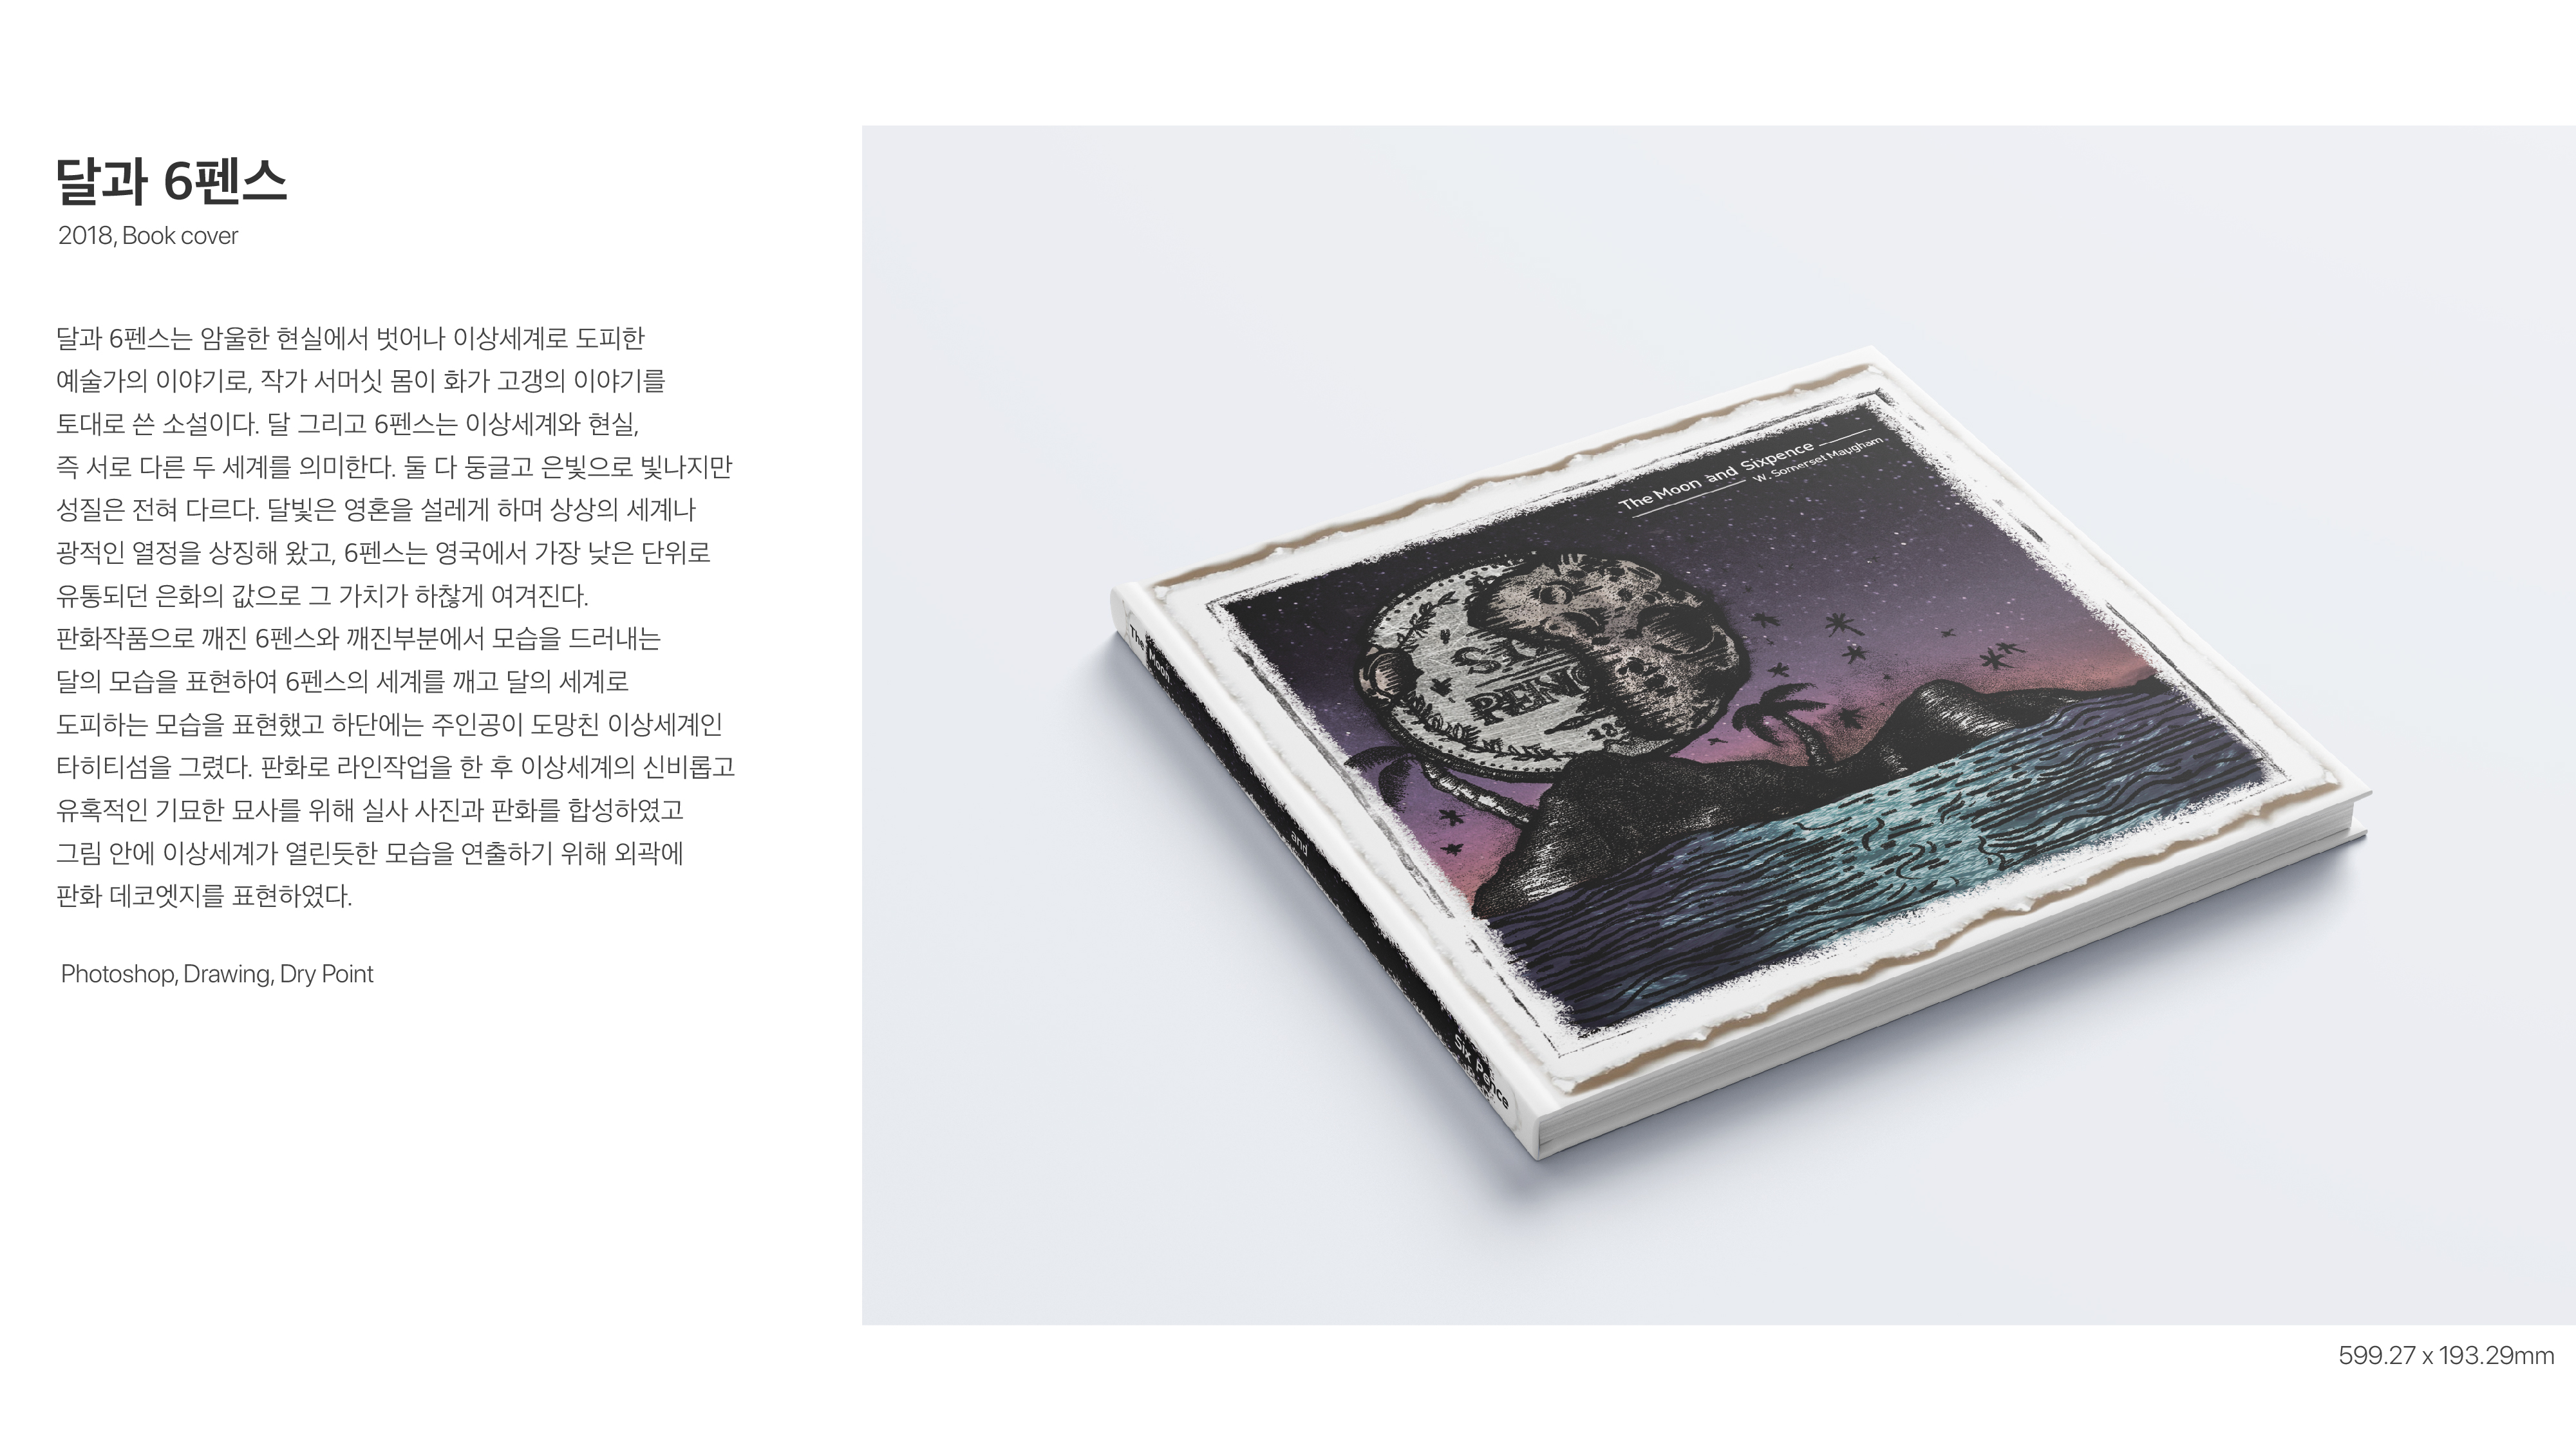 달과 6펜스
2018, Book cover
달과 6펜스는 암울한 현실에서 벗어나 이상세계로 도피한
예술가의 이야기로, 작가 서머싯 몸이 화가 고갱의 이야기를
토대로 쓴 소설이다. 달 그리고 6펜스는 이상세계와 현실,
즉 서로 다른 두 세계를 의미한다. 둘 다 둥글고 은빛으로 빛나지만
성질은 전혀 다르다. 달빛은 영혼을 설레게 하며 상상의 세계나
광적인 열정을 상징해 왔고, 6펜스는 영국에서 가장 낮은 단위로
유통되던 은화의 값으로 그 가치가 하찮게 여겨진다.
판화작품으로 깨진 6펜스와 깨진부분에서 모습을 드러내는
달의 모습을 표현하여 6펜스의 세계를 깨고 달의 세계로
도피하는 모습을 표현했고 하단에는 주인공이 도망친 이상세계인
타히티섬을 그렸다. 판화로 라인작업을 한 후 이상세계의 신비롭고
유혹적인 기묘한 묘사를 위해 실사 사진과 판화를 합성하였고
그림 안에 이상세계가 열린듯한 모습을 연출하기 위해 외곽에
판화 데코엣지를 표현하였다.
Photoshop, Drawing, Dry Point
The Moon and Sixpence
W. Somerset Maugham
SI
PENC
18
The Moon and Six Pence
599.27 x 193.29mm